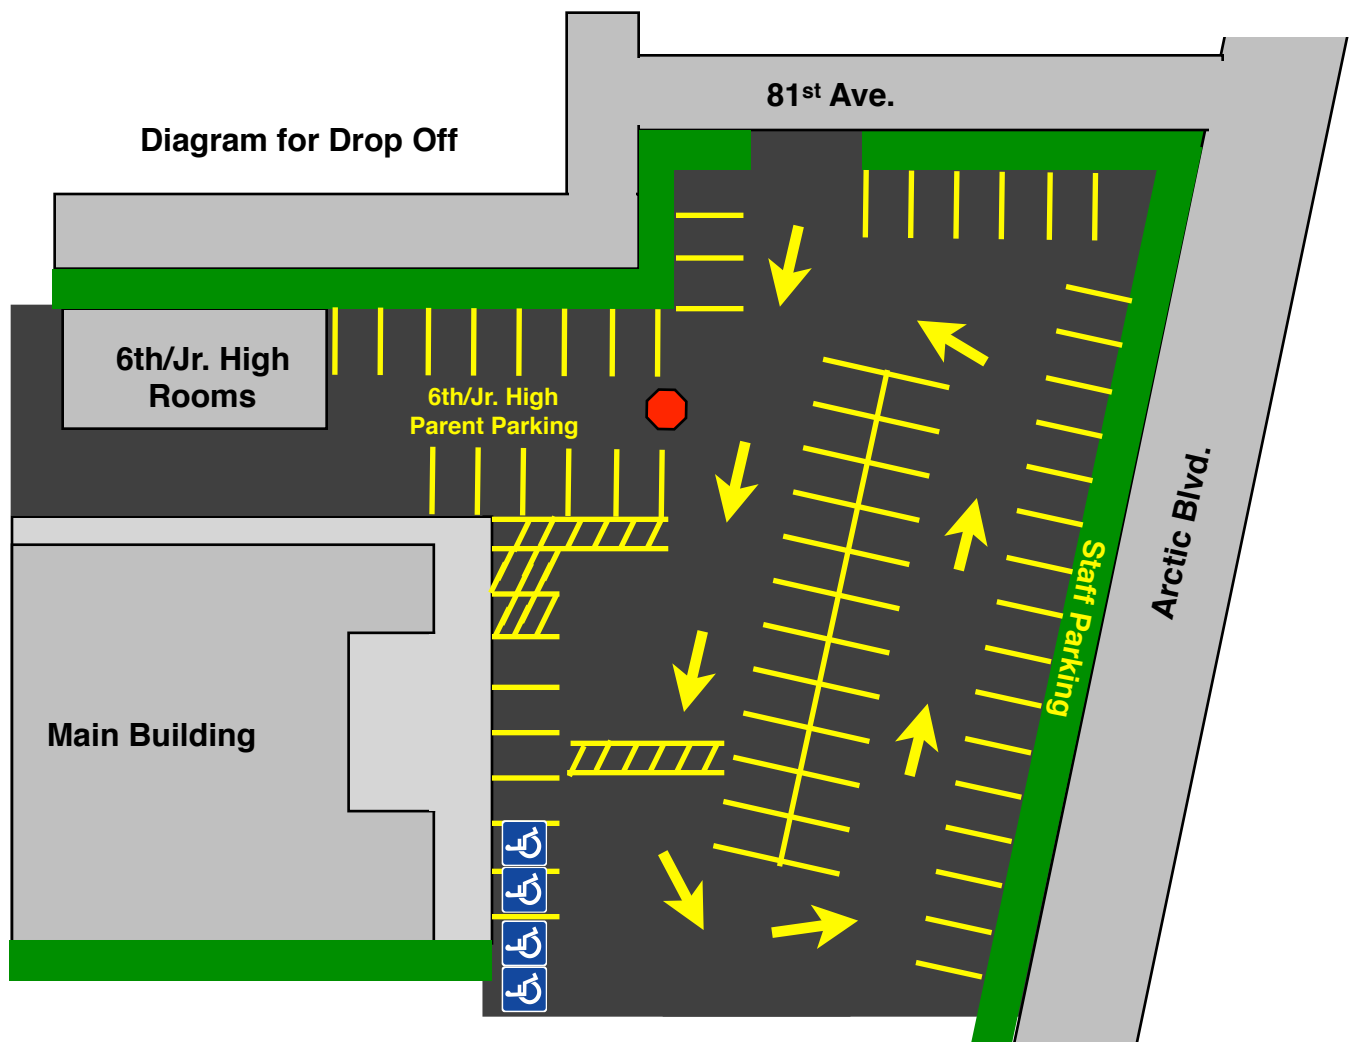 81st Ave.
Diagram for Drop Off
6th/Jr. High
Rooms
6th/Jr. High
Parent Parking
Arctic Blvd.
Staff Parking
Main Building